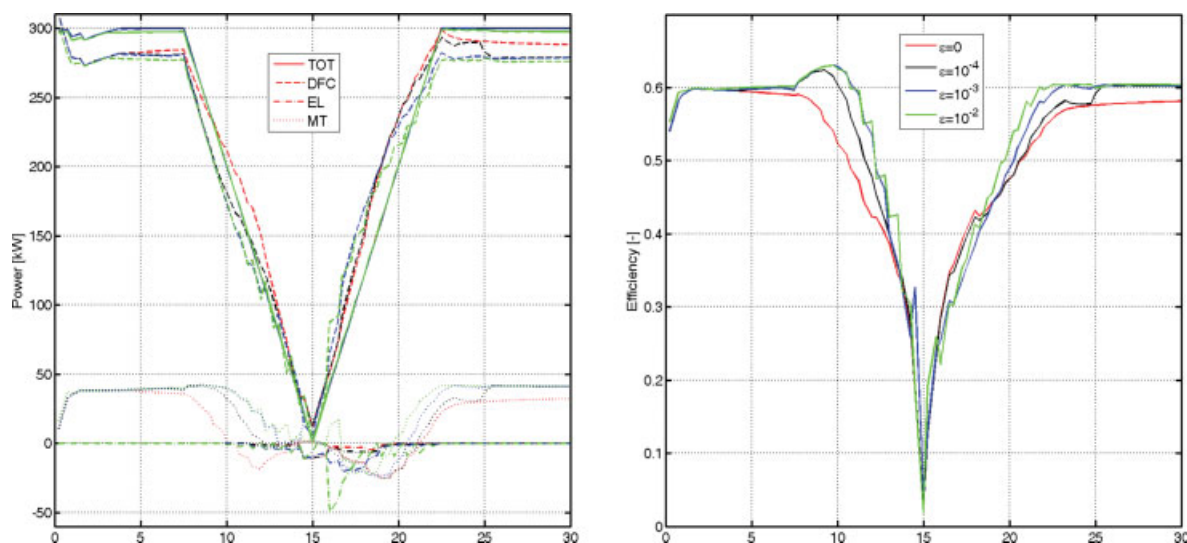 300
250
200
150
100
50
0
-50
Power [kW]
TOT
DFC
EL
MT
0 5 10 15 20 25 30
0.6
0.5
0.4
0.3
0.2
0.1
0
Efficiency [-]
ε=0
ε=10⁻⁴
ε=10⁻³
ε=10⁻²
0 5 10 15 20 25 30